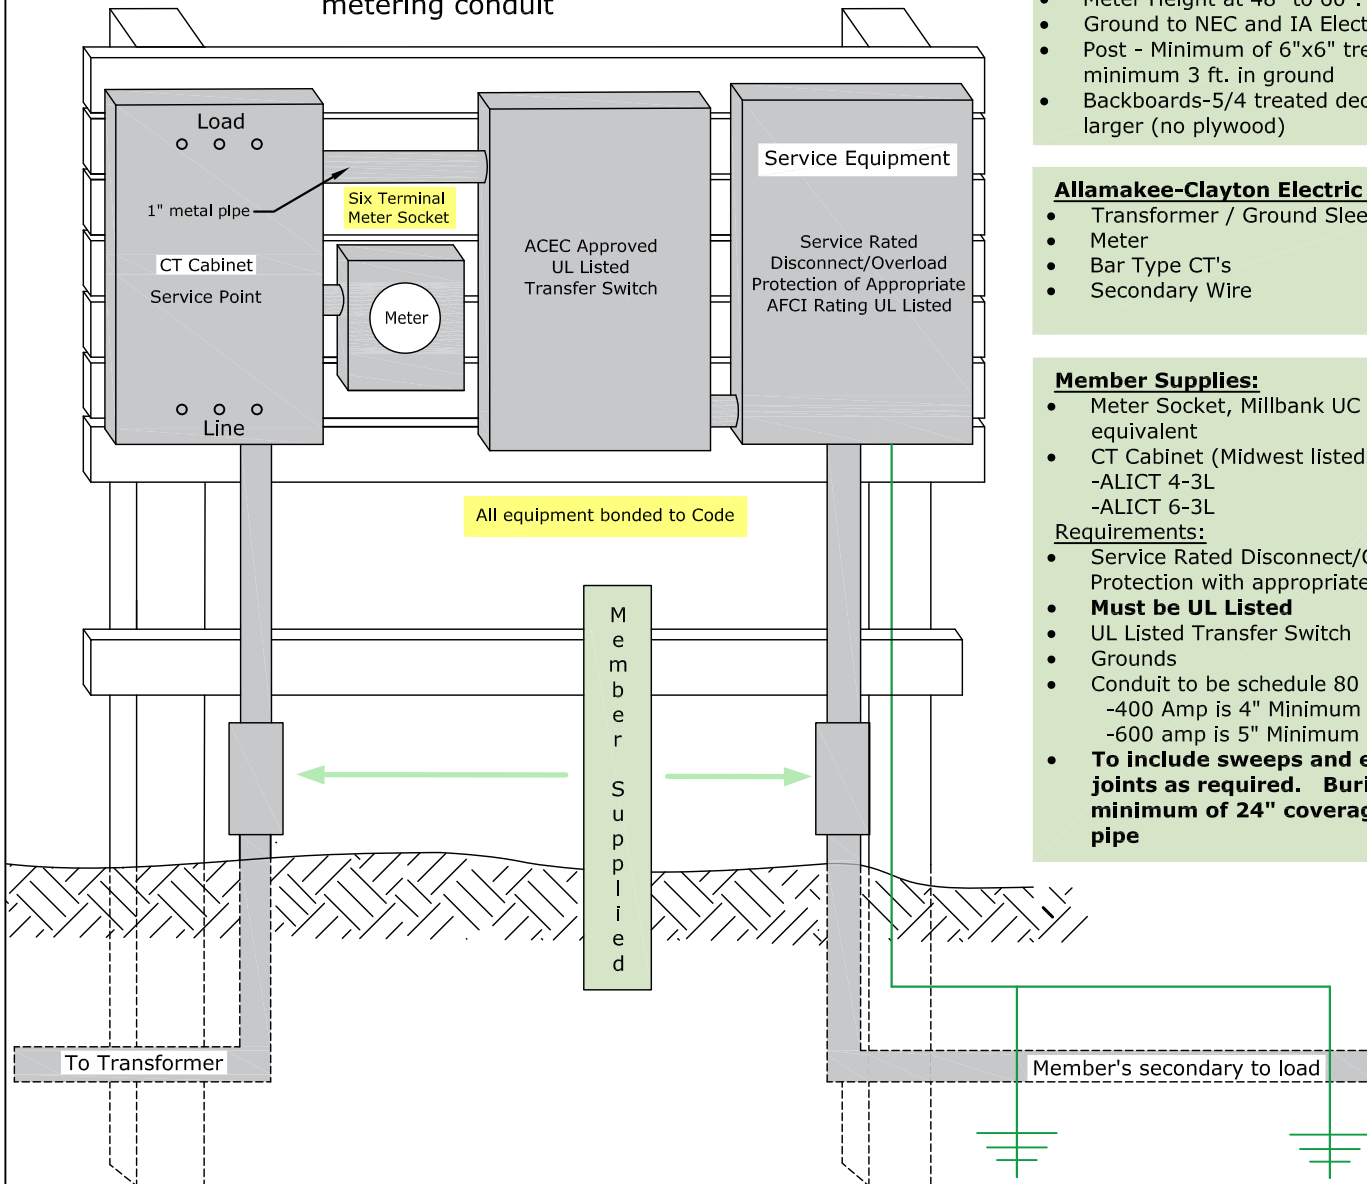 metering conduit
Load
1" metal pipe
Six Terminal
Meter Socket
CT Cabinet
Service Point
Meter
Line
ACEC Approved
UL Listed
Transfer Switch
Service Equipment
Service Rated
Disconnect/Overload
Protection of Appropriate
AFCI Rating UL Listed
All equipment bonded to Code
Member Supplied
To Transformer
Member's secondary to load
• Meter Height at 48" to 60".
• Ground to NEC and IA
• Post - Minimum of 6"x6"
minimum 3 ft. in ground
• Backboards-5/4 treated
larger (no plywood)
Allamakee-Clayton Electric
• Transformer / Ground
• Meter
• Bar Type CT's
• Secondary Wire
Member Supplies:
• Meter Socket, Millbank UC
equivalent
• CT Cabinet (Midwest listed
-ALICT 4-3L
-ALICT 6-3L
Requirements:
• Service Rated
Protection with appropriate
• Must be UL Listed
• UL Listed Transfer Switch
• Grounds
• Conduit to be schedule 80
-400 Amp is 4" Minimum
-600 amp is 5" Minimum
• To include sweeps and
joints as required. 
minimum of 24"
pipe